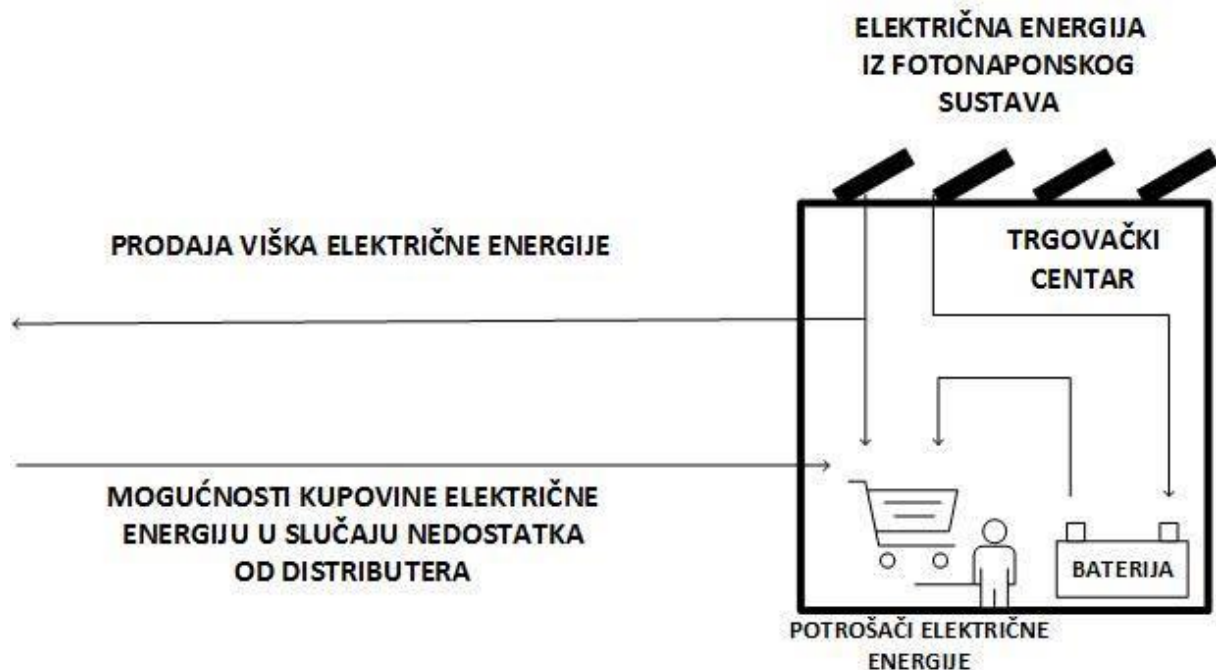 ELEKTRIČNA ENERGIJA
IZ FOTONAPONSKOG
SUSTAVA
PRODAJA VIŠKA ELEKTRIČNE ENERGIJE
TRGOVAČKI
CENTAR
MOGUĆNOSTI KUPOVINE ELEKTRIČNE
ENERGIJU U SLUČAJU NEDOSTATKA
OD DISTRIBUTERA
BATERIJA
POTROŠAČI ELEKTRIČNE
ENERGIJE